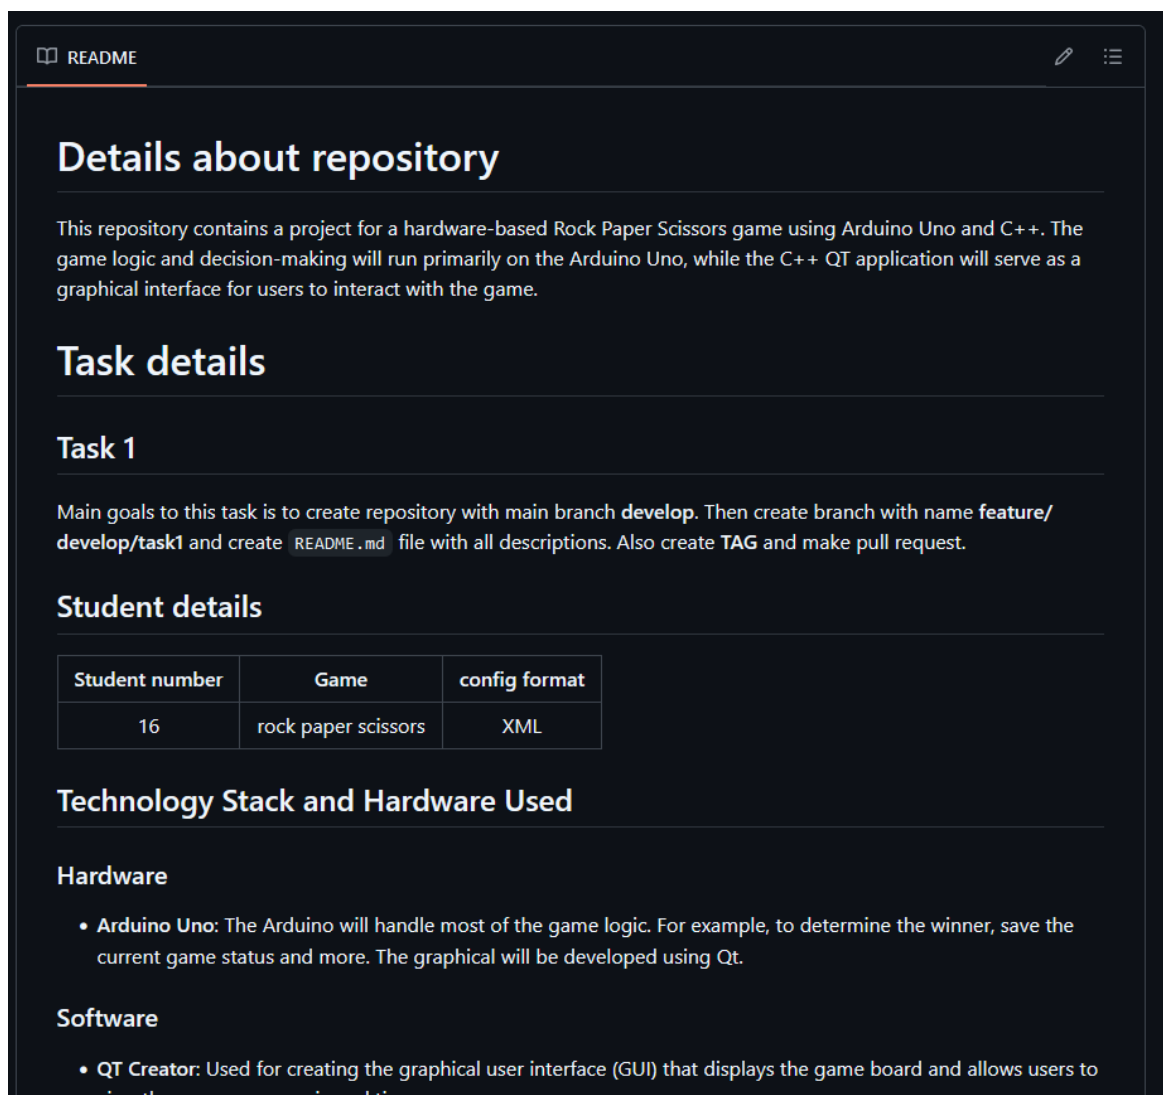 README
Details about repository
This repository contains a project for a hardware-based Rock Paper Scissors game using Arduino Uno and C++. The
game logic and decision-making will run primarily on the Arduino Uno, while the C++ QT application will serve as a
graphical interface for users to interact with the game.
Task details
Task 1
Main goals to this task is to create repository with main branch develop. Then create branch with name feature/
develop/task1 and create README.md file with all descriptions. Also create TAG and make pull request.
Student details
Student number Game config format
16 rock paper scissors XML
Technology Stack and Hardware Used
Hardware
• Arduino Uno: The Arduino will handle most of the game logic. For example, to determine the winner, save the
current game status and more. The graphical will be developed using Qt.
Software
• QT Creator: Used for creating the graphical user interface (GUI) that displays the game board and allows users to